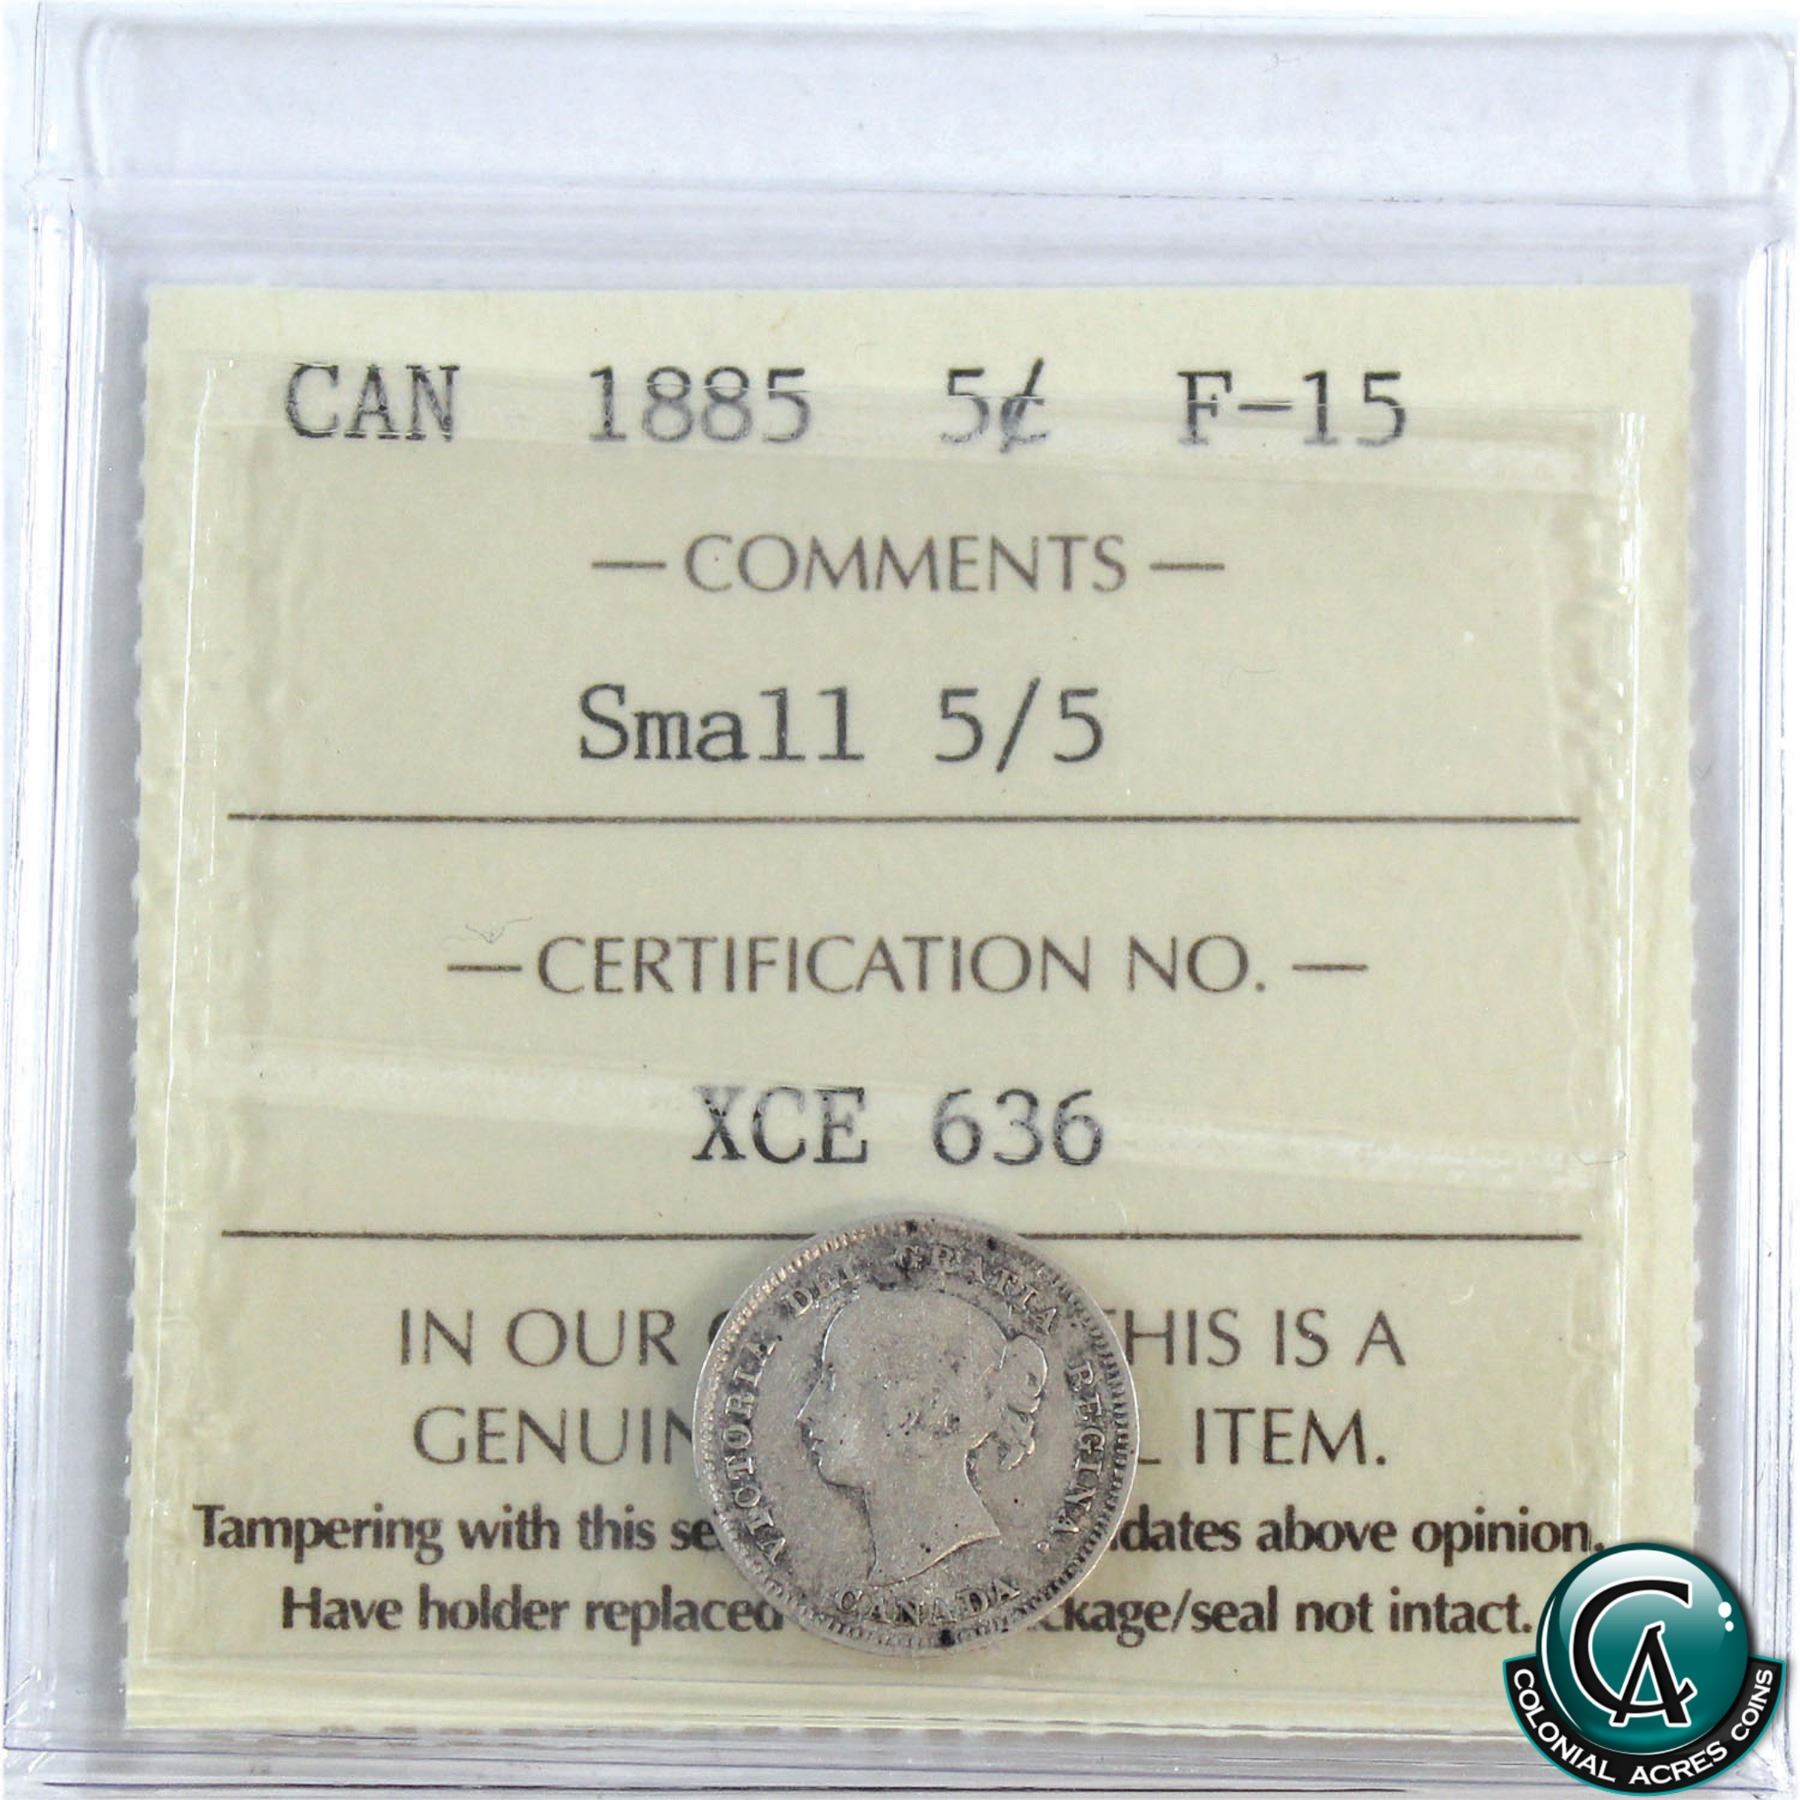 CAN 1885 5¢ F-15
— COMMENTS —
Small 5/5
— CERTIFICATION NO. —
XCE 636
IN OUR THIS IS A
GENUIN ITEM.
Tampering with this se dates above opinion.
Have holder replaced kage/seal not intact.
VICTORIA DEI GRATIA REGINA.
CANADA
CA
COLONIAL ACRES COINS